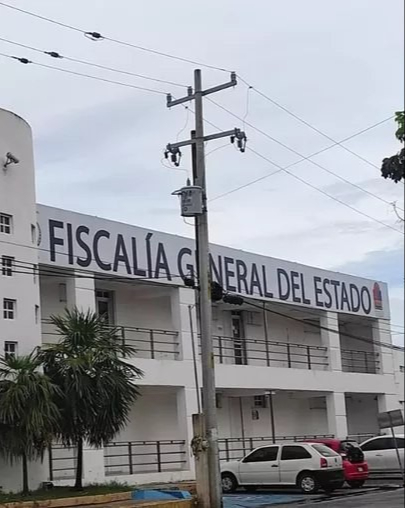 FISCALÍA GENERAL DEL ESTADO